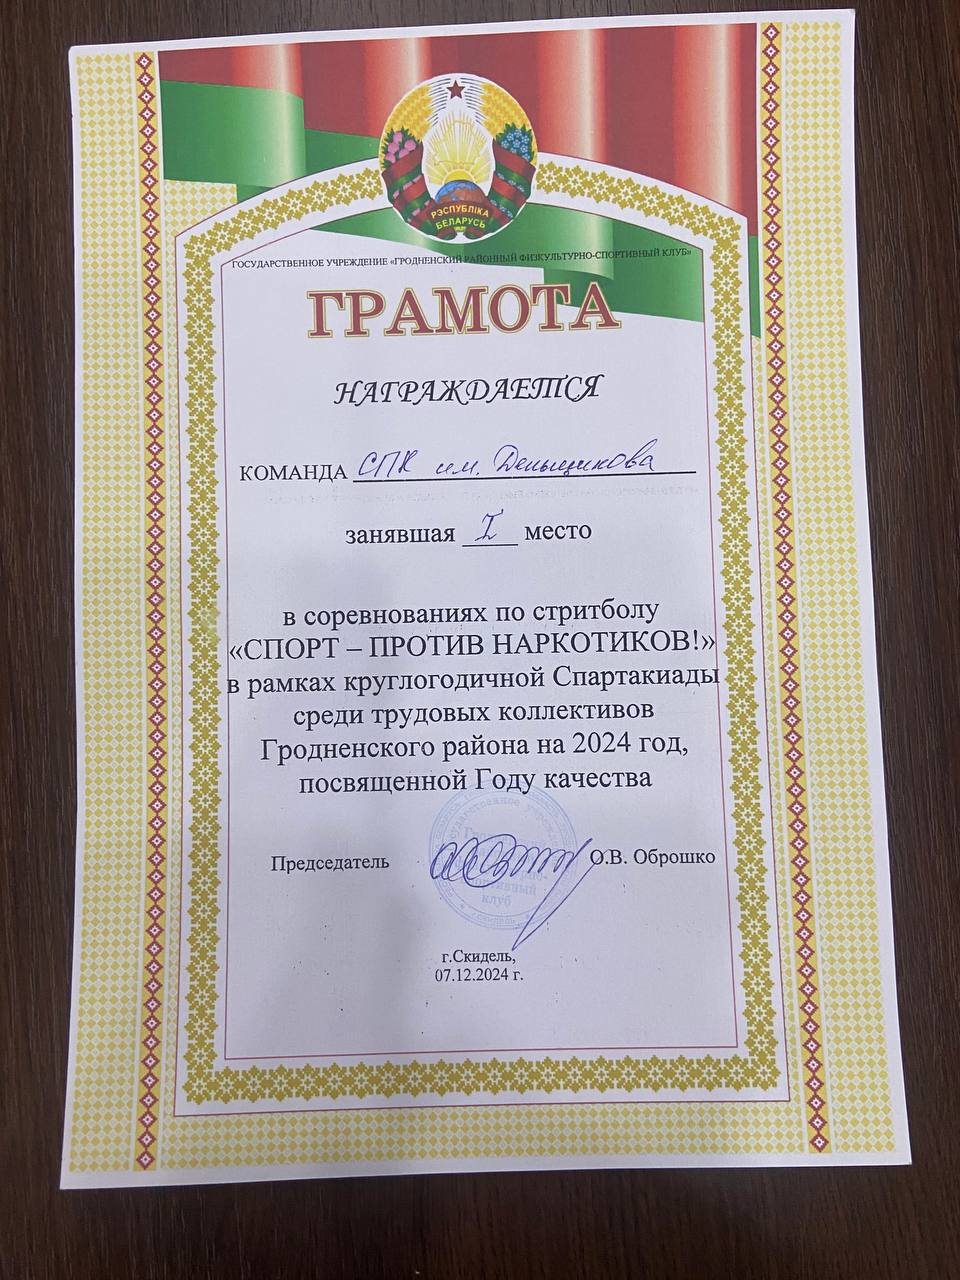 РЭСПУБЛІКА
БЕЛАРУСЬ
ГОСУДАРСТВЕННОЕ УЧРЕЖДЕНИЕ «ГРОДНЕНСКИЙ РАЙОННЫЙ ФИЗКУЛЬТУРНО-СПОРТИВНЫЙ КЛУБ»
ГРАМОТА
НАГРАЖДАЕТСЯ
КОМАНДА СПК им. Деньщикова
занявшая I место
в соревнованиях по стритболу
«СПОРТ – ПРОТИВ НАРКОТИКОВ!»
в рамках круглогодичной Спартакиады
среди трудовых коллективов
Гродненского района на 2024 год,
посвященной Году качества
Председатель О.В. Оброшко
клуб
г.Скидель,
07.12.2024 г.